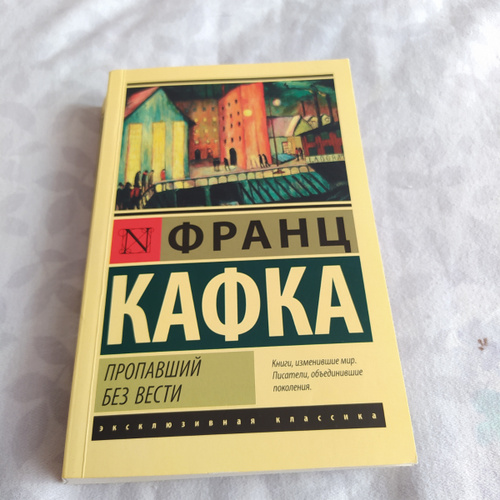 N ФРАНЦ
КАФКА
ПРОПАВШИЙ
БЕЗ ВЕСТИ
Книги, изменившие мир.
Писатели, объединившие
поколения.
эксклюзивная классика